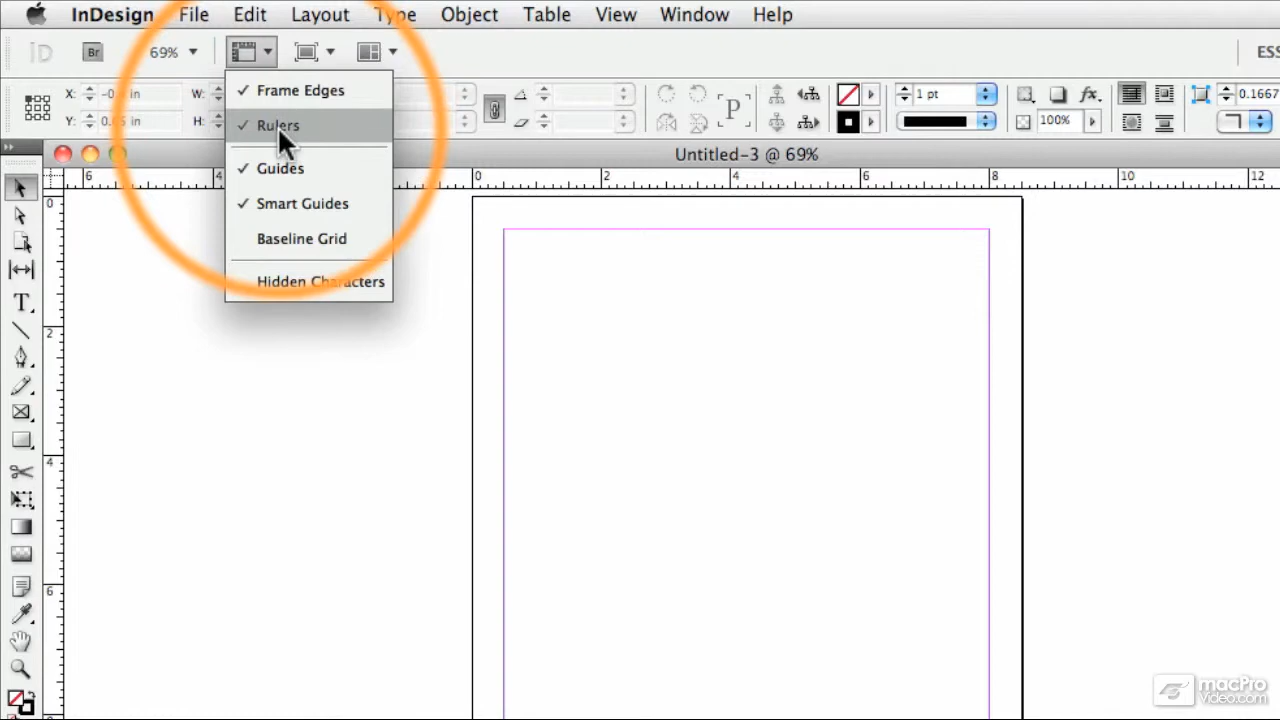 InDesign File Edit Layout Type Object Table View Window Help
Br 69% ESS
X: in W: 1 pt 0.1667
Y: in H: P 100%
Frame Edges
Rulers
Guides
Smart Guides
Baseline Grid
Hidden Characters
Untitled-3 @ 69%
6 4 0 2 4 6 8 10 12
0
2
4
6
T
macPro
Video.com